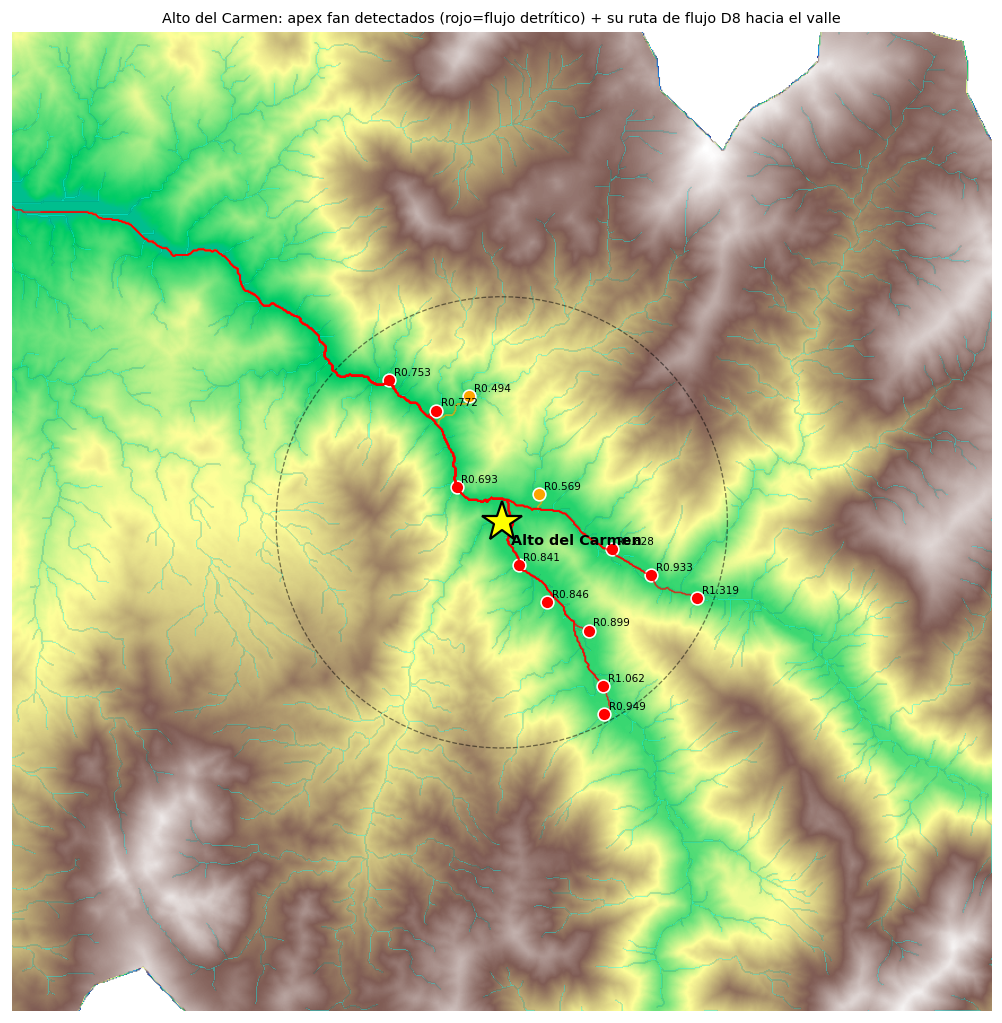 Alto del Carmen: apex fan detectados (rojo=flujo detrítico) + su ruta de flujo D8 hacia el valle
R0.753
R0.494
R0.772
R0.693
R0.569
Alto del Carmen
R0.841
R0.933
R1.319
R0.846
R0.899
R1.062
R0.949